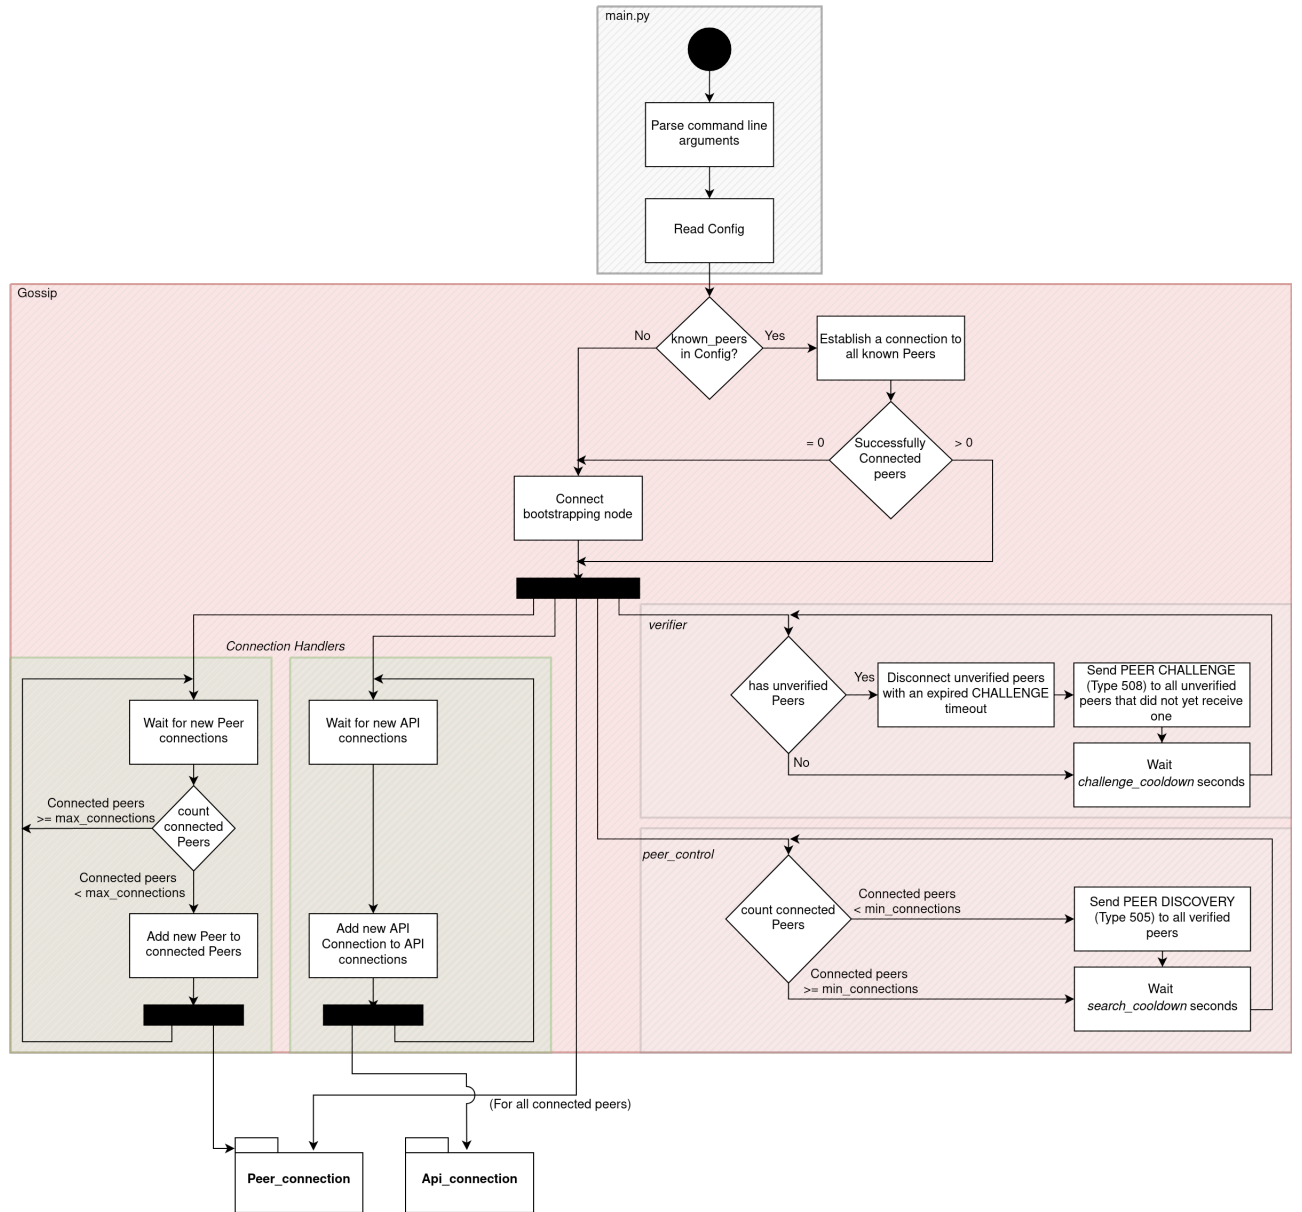 main.py
Parse command line
arguments
Read Config
Gossip
No
known_peers
in Config?
Yes
Establish a connection to
all known Peers
= 0
Successfully
Connected
peers
> 0
Connect
bootstrapping node
Connection Handlers
verifier
has unverified
Peers
Yes
Disconnect unverified peers
with an expired CHALLENGE
timeout
Send PEER CHALLENGE
(Type 508) to all unverified
peers that did not yet receive
one
No
Wait
challenge_cooldown seconds
Wait for new Peer
connections
Wait for new API
connections
Connected peers
>= max_connections
count
connected
Peers
Connected peers
< max_connections
Add new Peer to
connected Peers
Add new API
Connection to API
connections
peer_control
count connected
Peers
Connected peers
< min_connections
Send PEER DISCOVERY
(Type 505) to all verified
peers
Connected peers
>= min_connections
Wait
search_cooldown seconds
(For all connected peers)
Peer_connection
Api_connection